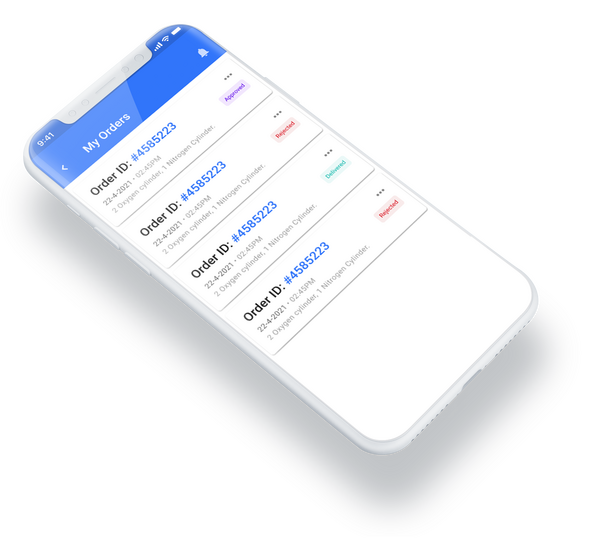 9:41
My Orders
Order ID: #4585223
Approved
22-4-2021 • 02:45PM
2 Oxygen cylinder, 1 Nitrogen Cylinder.
Order ID: #4585223
Rejected
22-4-2021 • 02:45PM
2 Oxygen cylinder, 1 Nitrogen Cylinder.
Order ID: #4585223
Delivered
22-4-2021 • 02:45PM
2 Oxygen cylinder, 1 Nitrogen Cylinder.
Order ID: #4585223
Rejected
22-4-2021 • 02:45PM
2 Oxygen cylinder, 1 Nitrogen Cylinder.